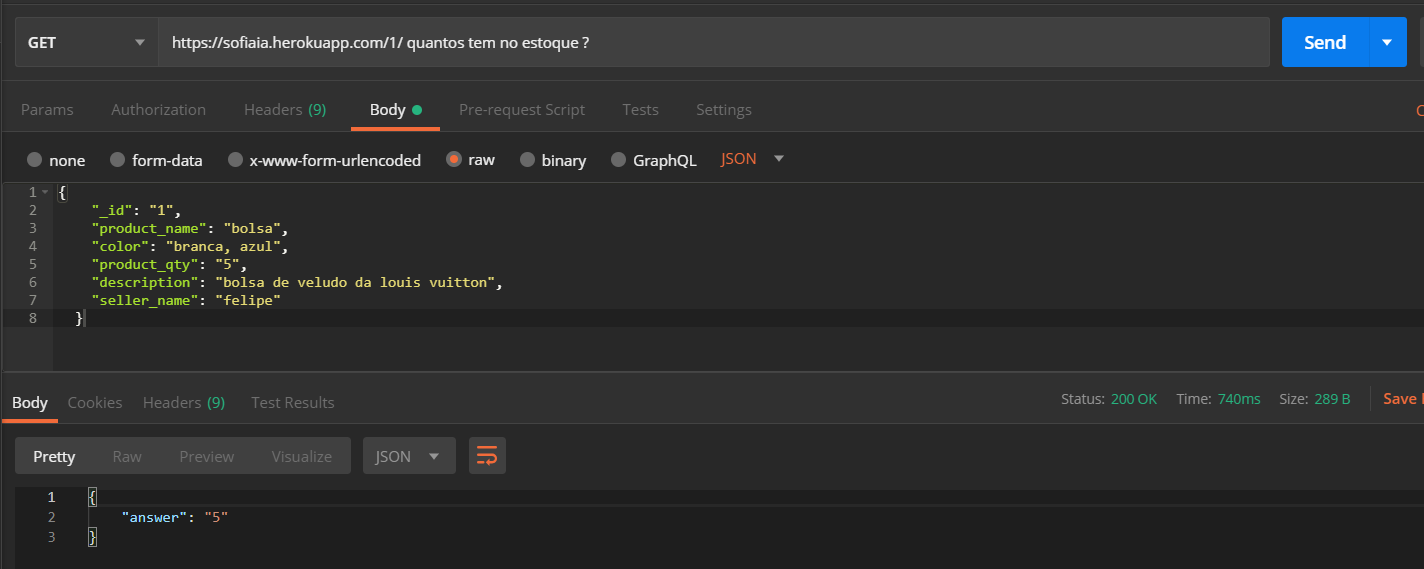 GET https://sofiaia.herokuapp.com/1/ quantos tem no estoque ? Send
Params Authorization Headers (9) Body Pre-request Script Tests Settings
none form-data x-www-form-urlencoded raw binary GraphQL JSON
1 {
2 "_id": "1",
3 "product_name": "bolsa",
4 "color": "branca, azul",
5 "product_qty": "5",
6 "description": "bolsa de veludo da louis vuitton",
7 "seller_name": "felipe"
8 }
Body Cookies Headers (9) Test Results Status: 200 OK Time: 740ms Size: 289 B Save
Pretty Raw Preview Visualize JSON
1 {
2 "answer": "5"
3 }